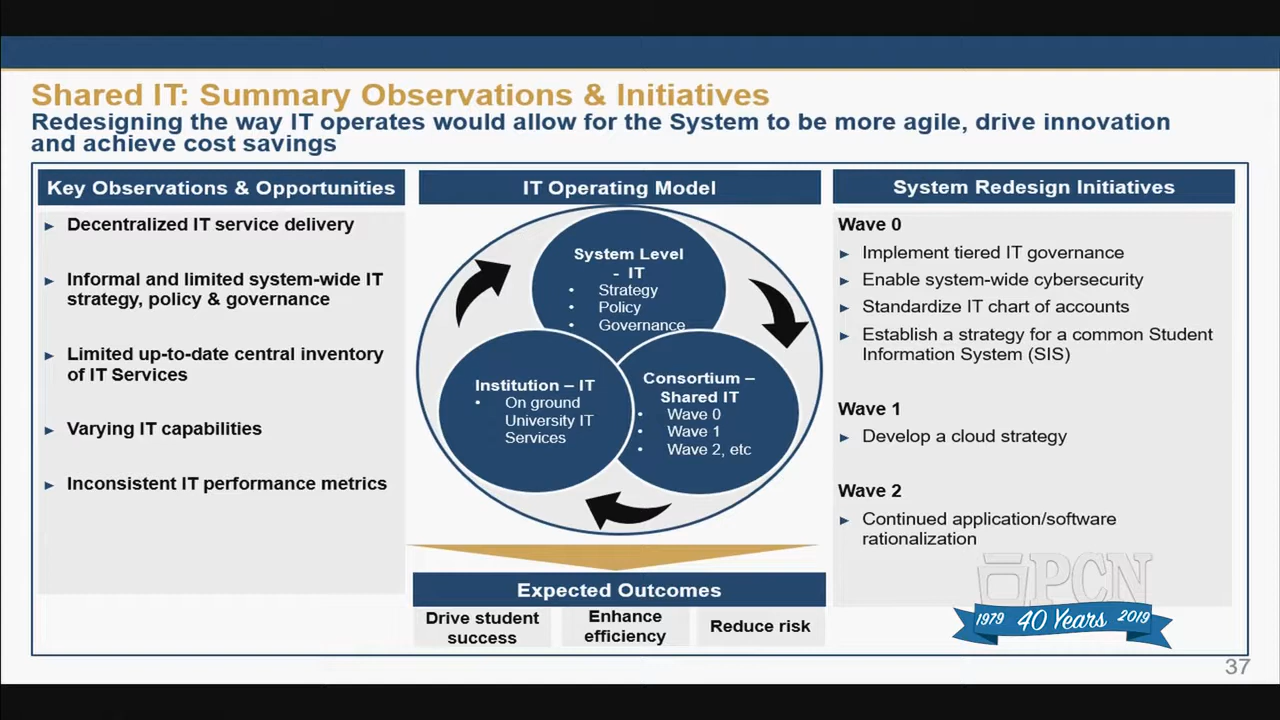 Shared IT: Summary Observations & Initiatives
Redesigning the way IT operates would allow for the System to be more agile, drive innovation
and achieve cost savings
Key Observations & Opportunities
Decentralized IT service delivery
Informal and limited system-wide IT
strategy, policy & governance
Limited up-to-date central inventory
of IT Services
Varying IT capabilities
Inconsistent IT performance metrics
IT Operating Model
System Level
- IT
• Strategy
• Policy
• Governance
Institution – IT
• On ground
University IT
Services
Consortium –
Shared IT
• Wave 0
• Wave 1
• Wave 2, etc
Expected Outcomes
Drive student
success
Enhance
efficiency
Reduce risk
System Redesign Initiatives
Wave 0
Implement tiered IT governance
Enable system-wide cybersecurity
Standardize IT chart of accounts
Establish a strategy for a common Student
Information System (SIS)
Wave 1
Develop a cloud strategy
Wave 2
Continued application/software
rationalization
PCN
1979 40 Years 2019
37